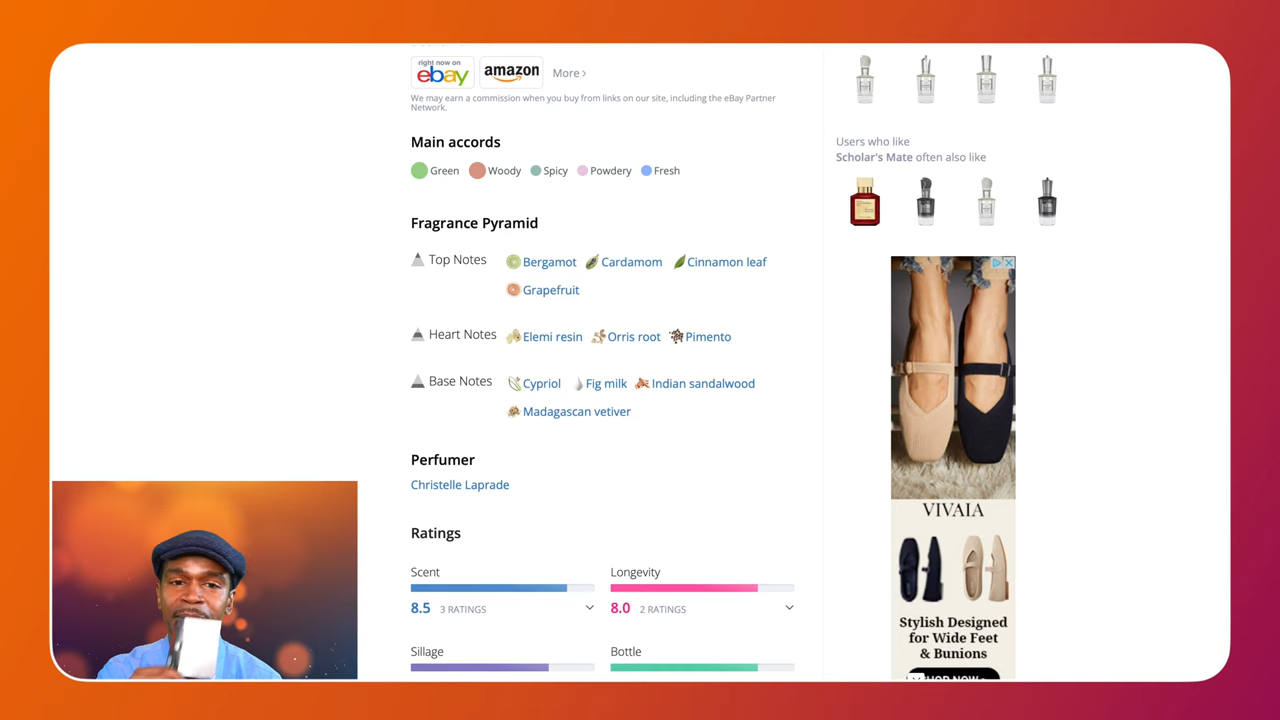 right now on
ebay
amazon
More ›
We may earn a commission when you buy from links on our site, including the eBay Partner
Network.
Main accords
Green Woody Spicy Powdery Fresh
Fragrance Pyramid
Top Notes Bergamot Cardamom Cinnamon leaf
Grapefruit
Heart Notes Elemi resin Orris root Pimento
Base Notes Cypriol Fig milk Indian sandalwood
Madagascan vetiver
Perfumer
Christelle Laprade
Ratings
Scent Longevity
8.5 3 RATINGS 8.0 2 RATINGS
Sillage Bottle
Users who like
Scholar's Mate often also like
VIVAIA
Stylish Designed
for Wide Feet
& Bunions
SHOP NOW